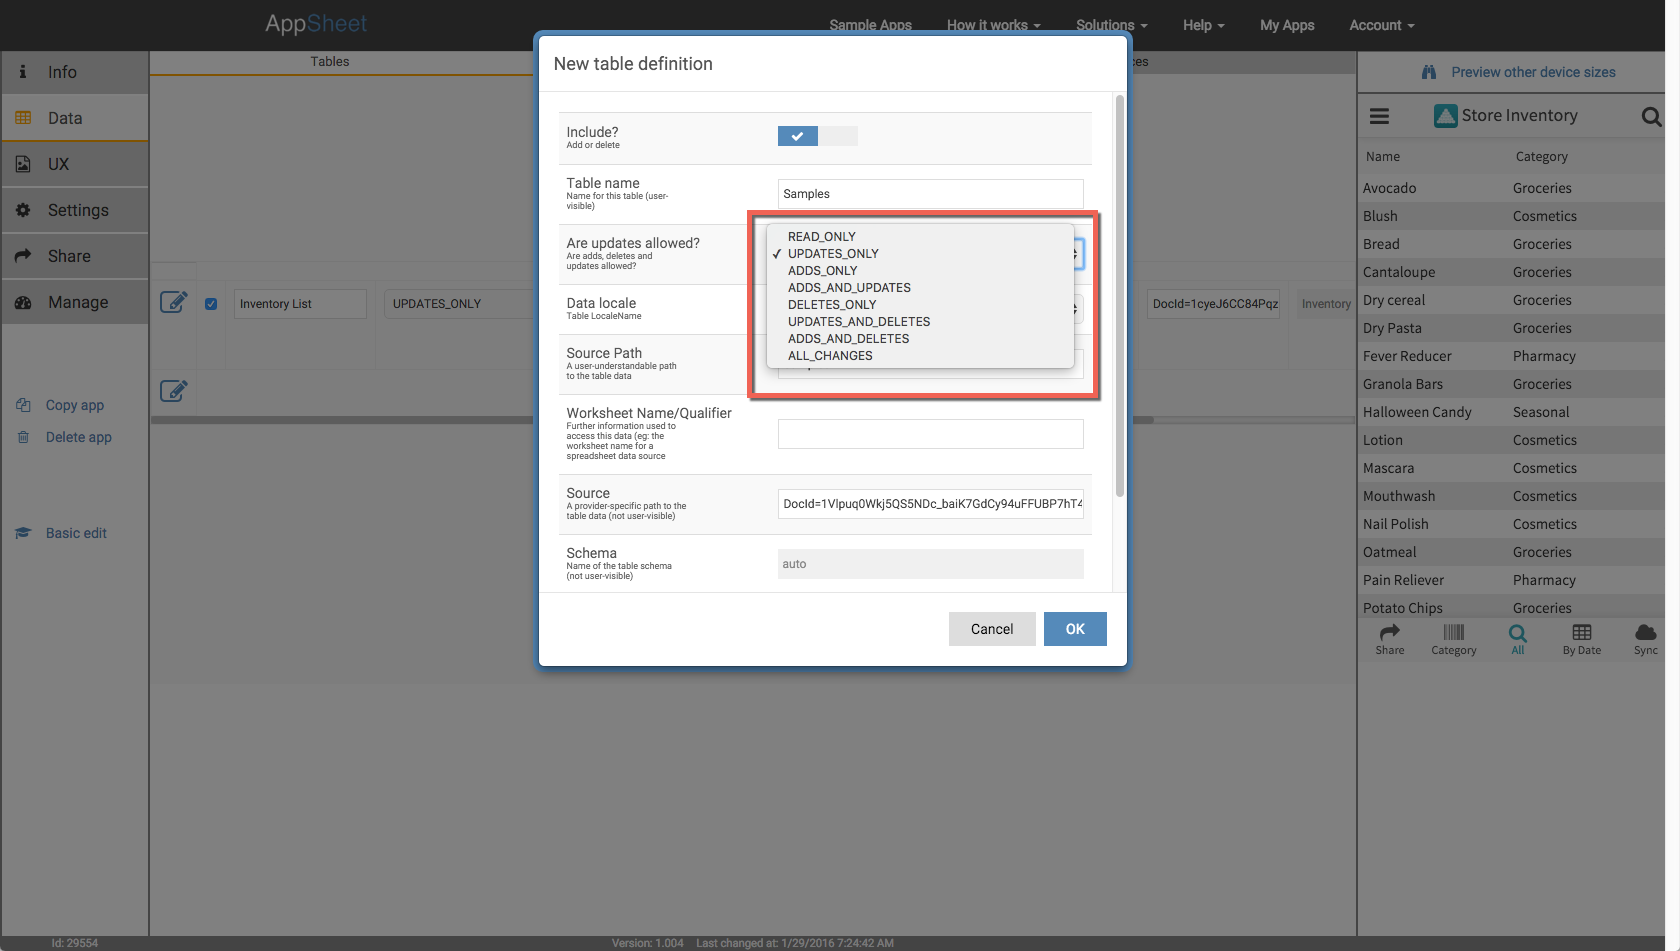 AppSheet
Sample Apps
How it works
Solutions
Help
My Apps
Account
Info
Data
UX
Settings
Share
Manage
Copy app
Delete app
Basic edit
Tables
ces
Inventory List
UPDATES_ONLY
DocId=1cyeJ6CC84Pqz
Inventory
New table definition
Include?
Add or delete
Table name
Name for this table (user-
visible)
Samples
Are updates allowed?
Are adds, deletes and
updates allowed?
READ_ONLY
✓ UPDATES_ONLY
ADDS_ONLY
ADDS_AND_UPDATES
DELETES_ONLY
UPDATES_AND_DELETES
ADDS_AND_DELETES
ALL_CHANGES
Data locale
Table LocaleName
Source Path
A user-understandable path
to the table data
Worksheet Name/Qualifier
Further information used to
access this data (eg: the
worksheet name for a
spreadsheet data source
Source
A provider-specific path to the
table data (not user-visible)
DocId=1VIpuq0Wkj5QS5NDc_baiK7GdCy94uFFUBP7hT4
Schema
Name of the table schema
(not user-visible)
auto
Cancel
OK
Preview other device sizes
Store Inventory
Name Category
Avocado Groceries
Blush Cosmetics
Bread Groceries
Cantaloupe Groceries
Dry cereal Groceries
Dry Pasta Groceries
Fever Reducer Pharmacy
Granola Bars Groceries
Halloween Candy Seasonal
Lotion Cosmetics
Mascara Cosmetics
Mouthwash Cosmetics
Nail Polish Cosmetics
Oatmeal Groceries
Pain Reliever Pharmacy
Potato Chips Groceries
Share
Category
All
By Date
Sync
Id: 29554
Version: 1.004 Last changed at: 1/29/2016 7:24:42 AM